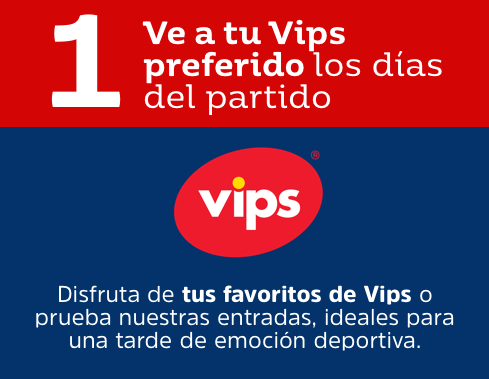 1
Ve a tu Vips
preferido los días
del partido
vips®
Disfruta de tus favoritos de Vips o
prueba nuestras entradas, ideales para
una tarde de emoción deportiva.